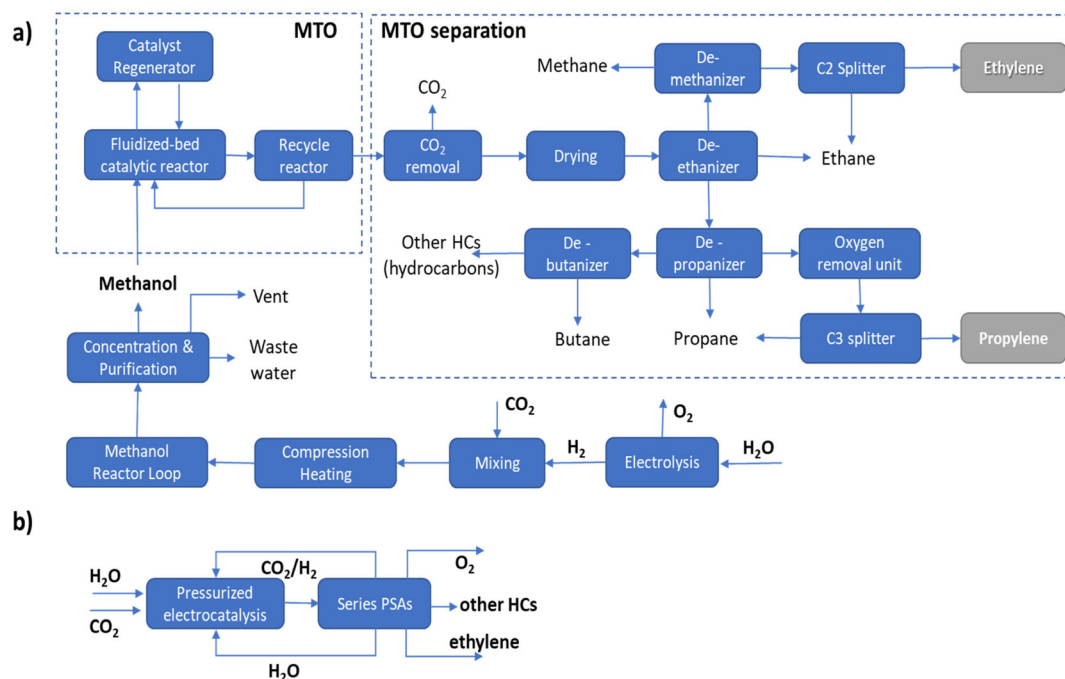 a)
MTO
MTO separation
Catalyst
Regenerator
Fluidized-bed
catalytic reactor
Recycle
reactor
CO₂
CO₂
removal
Drying
Methane
De-
methanizer
C2 Splitter
Ethylene
De-
ethanizer
Ethane
Other HCs
(hydrocarbons)
De -
butanizer
De -
propanizer
Oxygen
removal unit
Butane
Propane
C3 splitter
Propylene
Methanol
Vent
Concentration &
Purification
Waste
water
Methanol
Reactor Loop
Compression
Heating
CO₂
Mixing
H₂
O₂
Electrolysis
H₂O
b)
H₂O
CO₂
Pressurized
electrocatalysis
CO₂/H₂
Series PSAs
O₂
other HCs
ethylene
H₂O